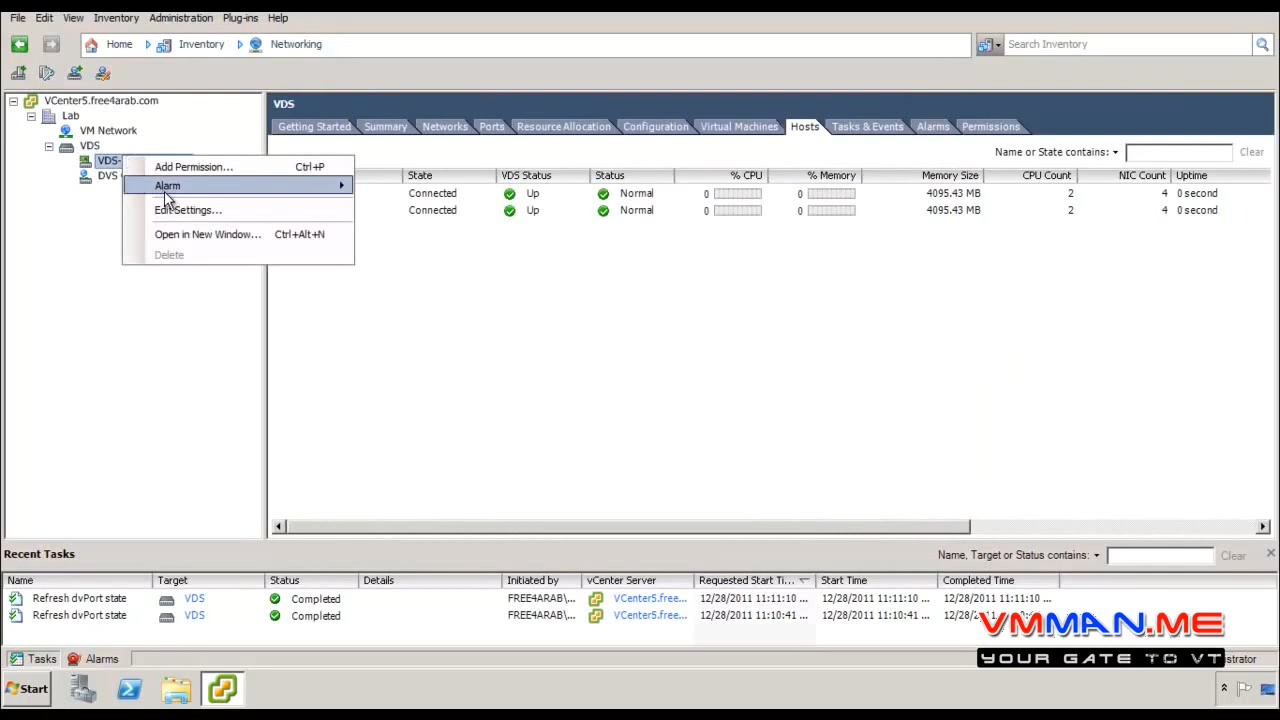 File Edit View Inventory Administration Plug-ins Help
Home Inventory Networking Search Inventory
VCenter5.free4arab.com
Lab
VM Network
VDS
VDS-
DVS
Add Permission... Ctrl+P
Alarm
Edit Settings...
Open in New Window... Ctrl+Alt+N
Delete
VDS
Getting Started Summary Networks Ports Resource Allocation Configuration Virtual Machines Hosts Tasks & Events Alarms Permissions
Name or State contains: Clear
State VDS Status Status % CPU % Memory Memory Size CPU Count NIC Count Uptime
Connected Up Normal 0 0 4095.43 MB 2 4 0 second
Connected Up Normal 0 0 4095.43 MB 2 4 0 second
Recent Tasks Name, Target or Status contains: Clear
Name Target Status Details Initiated by vCenter Server Requested Start Ti... Start Time Completed Time
Refresh dvPort state VDS Completed FREE4ARAB\... VCenter5.free... 12/28/2011 11:11:10 ... 12/28/2011 11:11:10 ... 12/28/2011 11:11:10 ...
Refresh dvPort state VDS Completed FREE4ARAB\... VCenter5.free... 12/28/2011 11:10:41 ... 12/28/2011 11:10:41 ...
VMMAN.ME
YOUR GATE TO VT
Tasks Alarms
Start